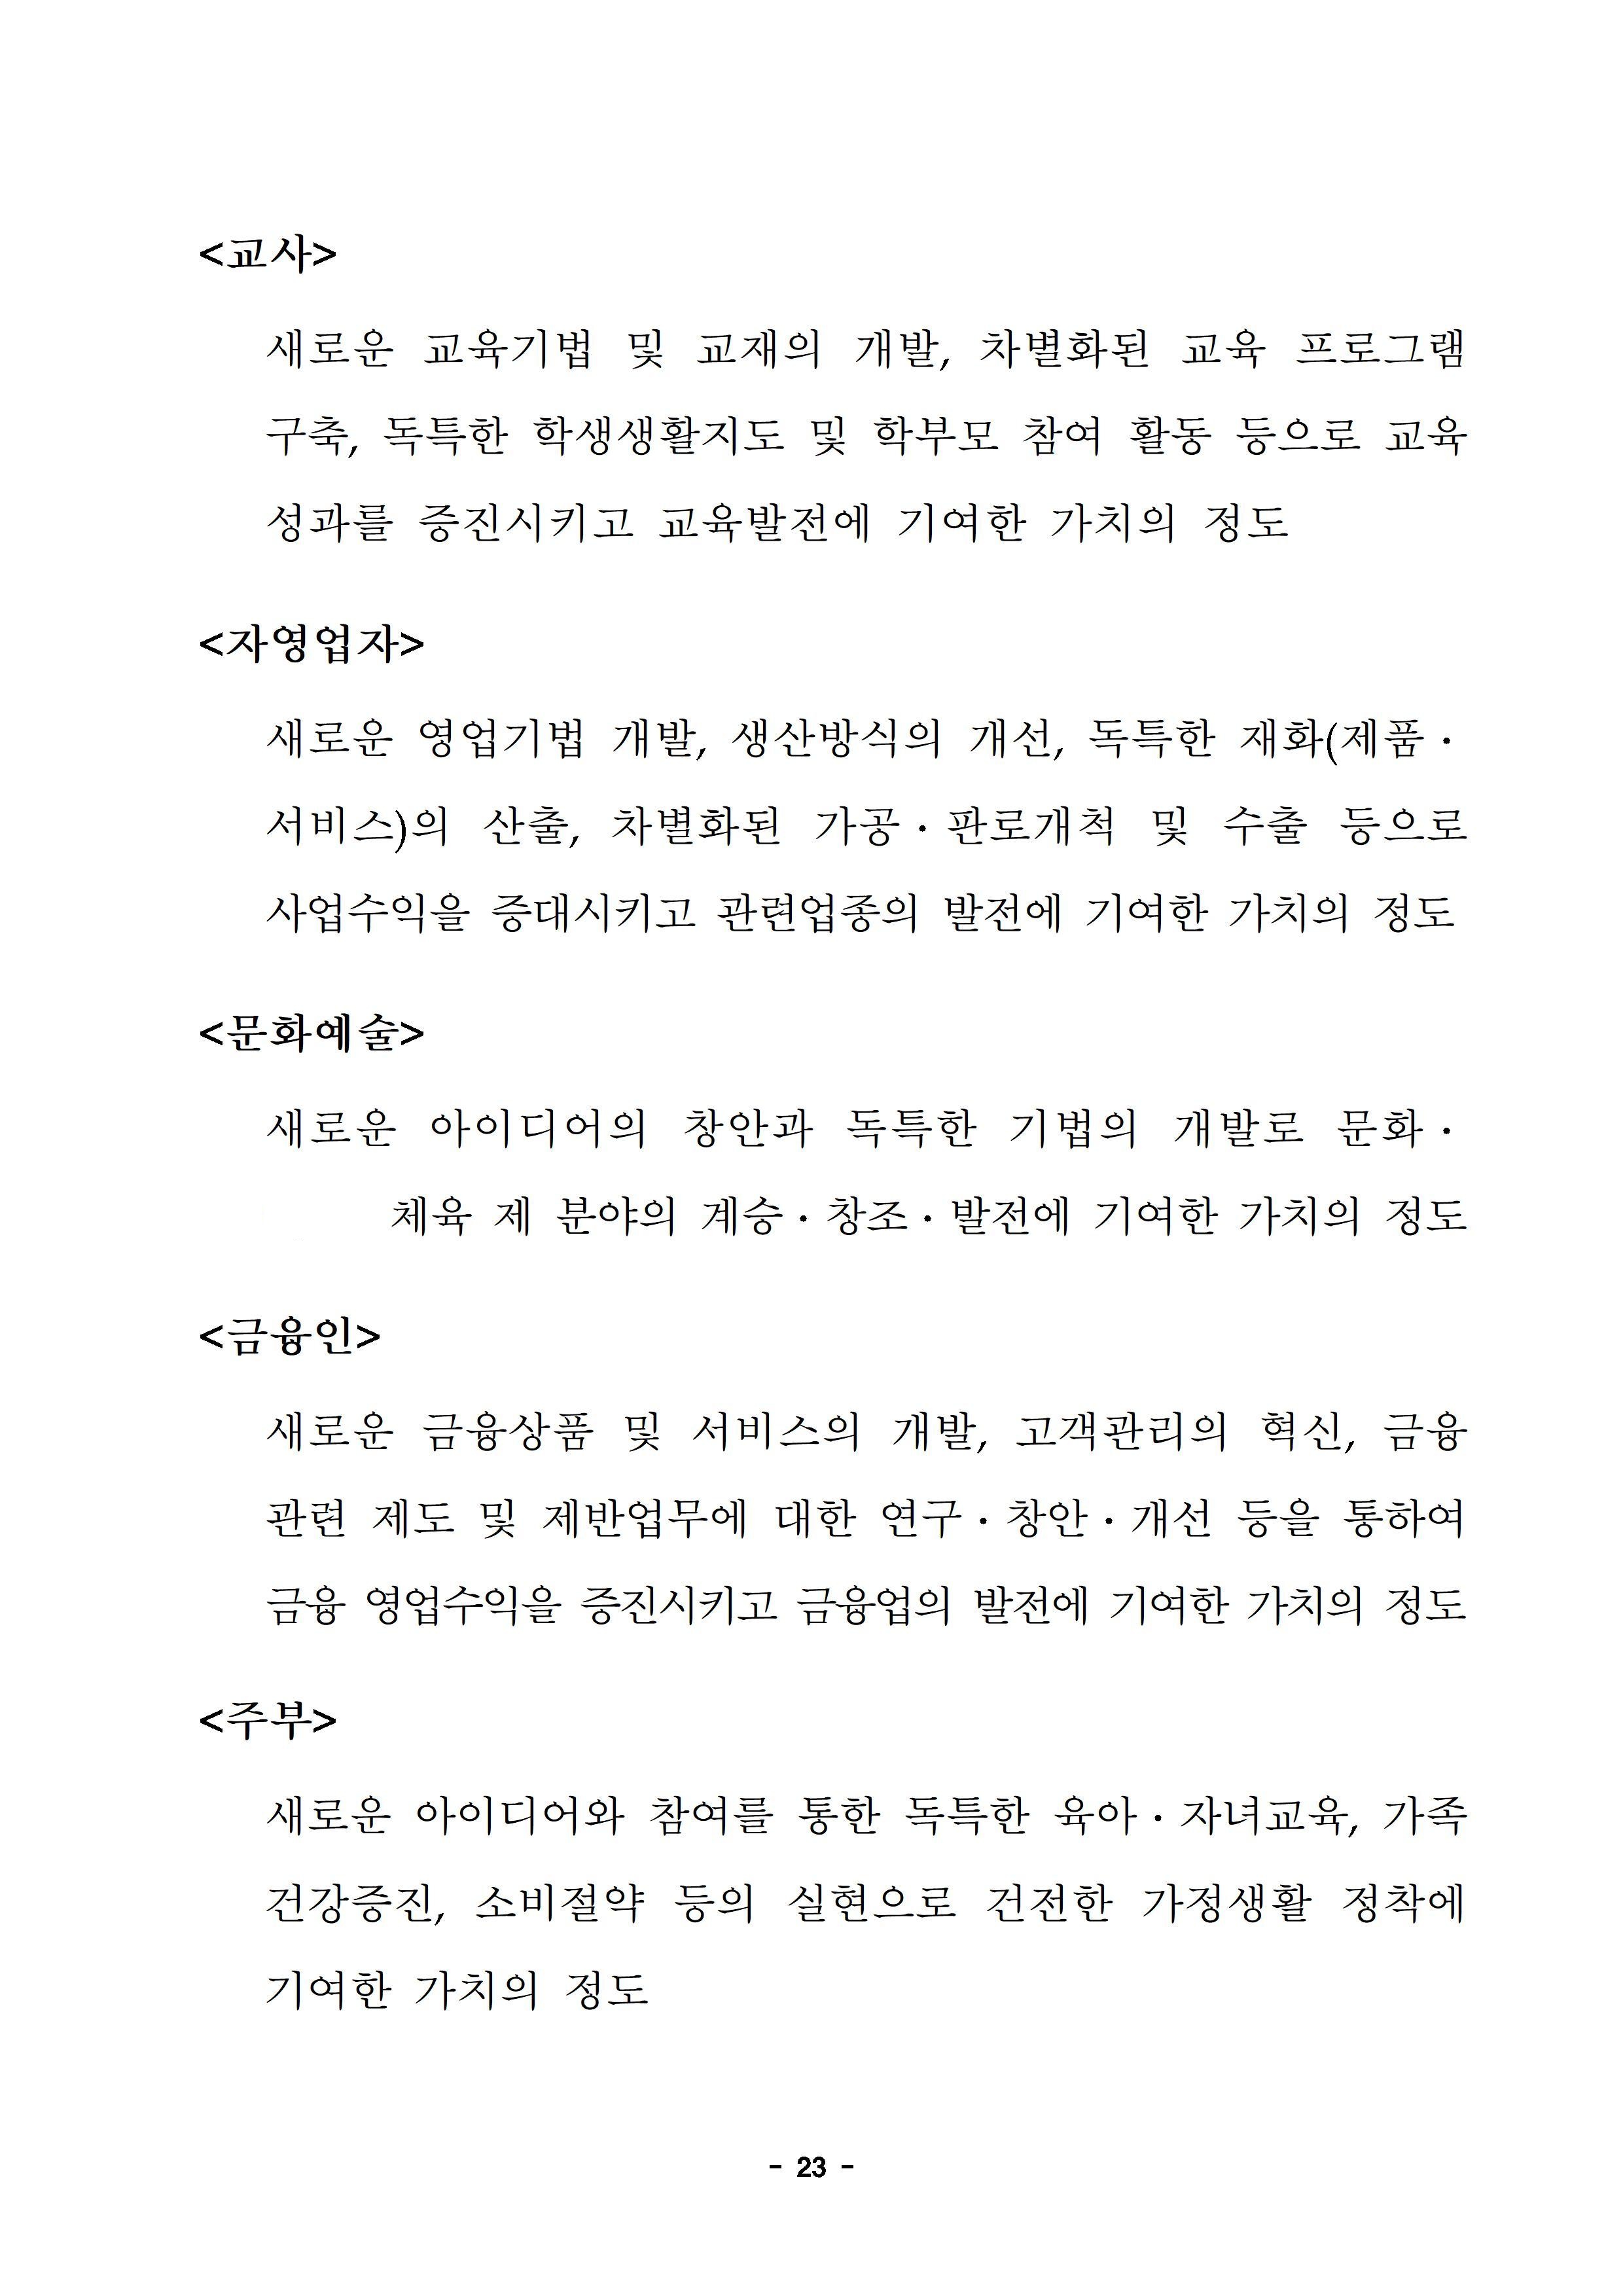 <교사>
새로운 교육기법 및 교재의 개발, 차별화된 교육 프로그램
구축, 독특한 학생생활지도 및 학부모 참여 활동 등으로 교육
성과를 증진시키고 교육발전에 기여한 가치의 정도
<자영업자>
새로운 영업기법 개발, 생산방식의 개선, 독특한 재화(제품·
서비스)의 산출, 차별화된 가공·판로개척 및 수출 등으로
사업수익을 증대시키고 관련업종의 발전에 기여한 가치의 정도
<문화예술>
새로운 아이디어의 창안과 독특한 기법의 개발로 문화·
체육 제 분야의 계승·창조·발전에 기여한 가치의 정도
<금융인>
새로운 금융상품 및 서비스의 개발, 고객관리의 혁신, 금융
관련 제도 및 제반업무에 대한 연구·창안·개선 등을 통하여
금융 영업수익을 증진시키고 금융업의 발전에 기여한 가치의 정도
<주부>
새로운 아이디어와 참여를 통한 독특한 육아·자녀교육, 가족
건강증진, 소비절약 등의 실현으로 건전한 가정생활 정착에
기여한 가치의 정도
- 23 -